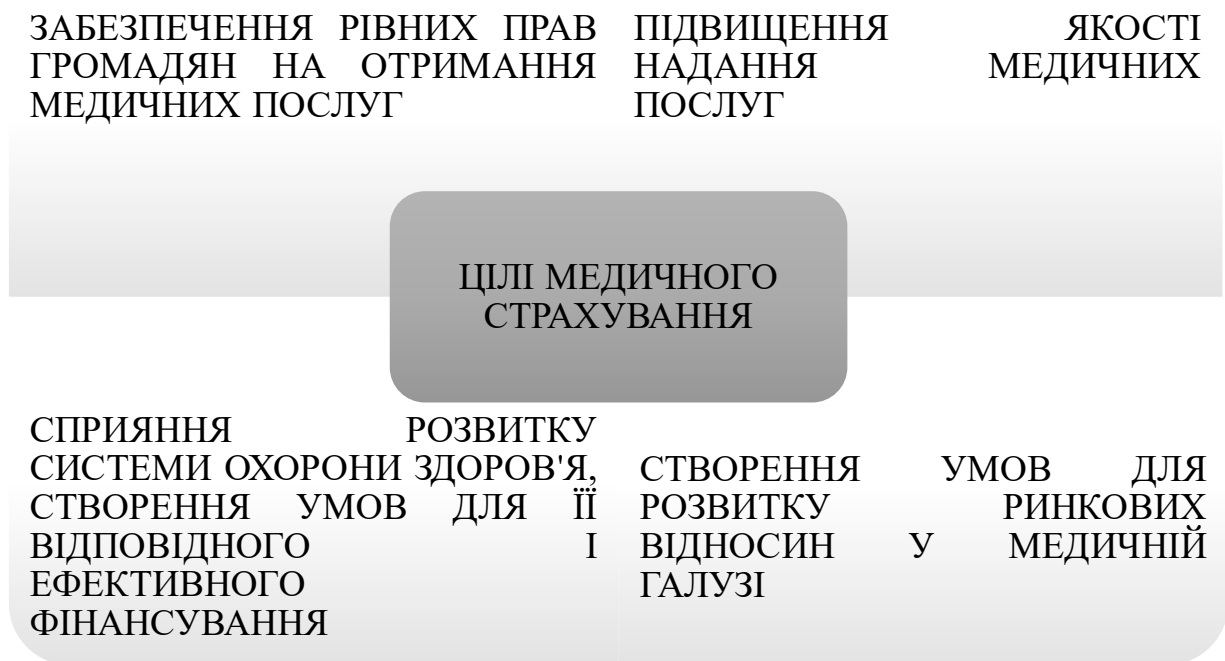 ЗАБЕЗПЕЧЕННЯ РІВНИХ ПРАВ
ГРОМАДЯН НА ОТРИМАННЯ
МЕДИЧНИХ ПОСЛУГ
ПІДВИЩЕННЯ ЯКОСТІ
НАДАННЯ МЕДИЧНИХ
ПОСЛУГ
ЦІЛІ МЕДИЧНОГО
СТРАХУВАННЯ
СПРИЯННЯ РОЗВИТКУ
СИСТЕМИ ОХОРОНИ ЗДОРОВ'Я,
СТВОРЕННЯ УМОВ ДЛЯ ЇЇ
ВІДПОВІДНОГО І
ЕФЕКТИВНОГО
ФІНАНСУВАННЯ
СТВОРЕННЯ УМОВ ДЛЯ
РОЗВИТКУ РИНКОВИХ
ВІДНОСИН У МЕДИЧНІЙ
ГАЛУЗІ